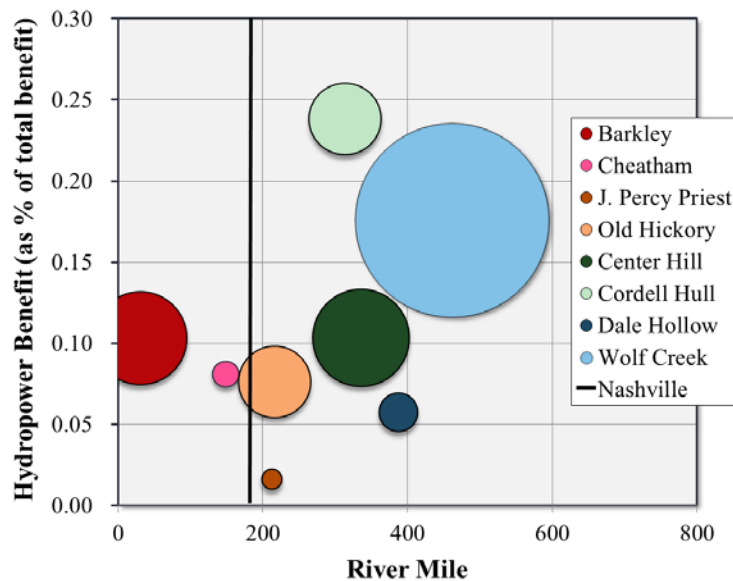 Hydropower Benefit (as % of total benefit)
0.30
0.25
0.20
0.15
0.10
0.05
0.00
0
200
400
600
800
River Mile
Barkley
Cheatham
J. Percy Priest
Old Hickory
Center Hill
Cordell Hull
Dale Hollow
Wolf Creek
Nashville